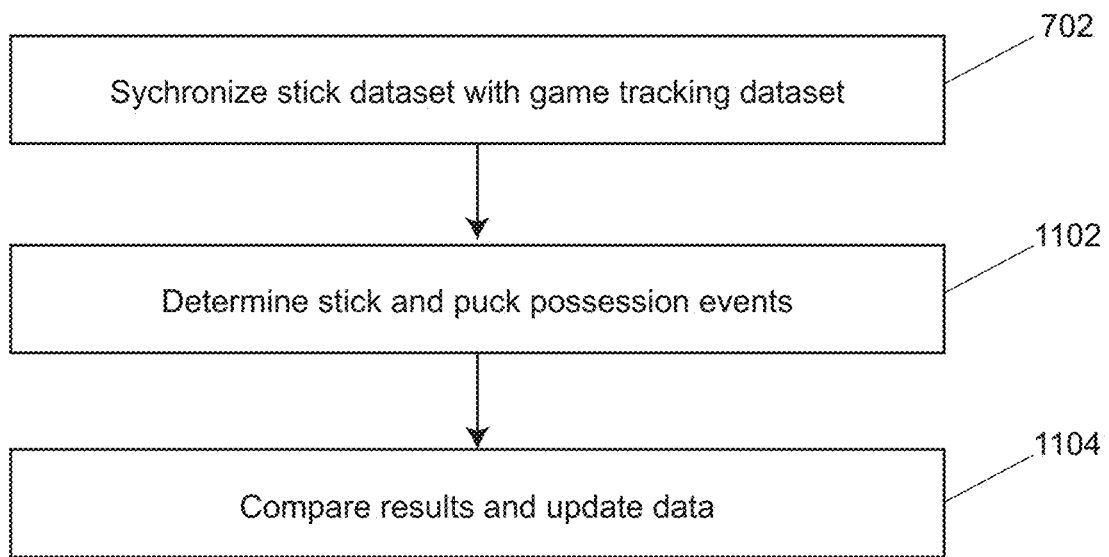 702
Sychronize stick dataset with game tracking dataset
1102
Determine stick and puck possession events
1104
Compare results and update data